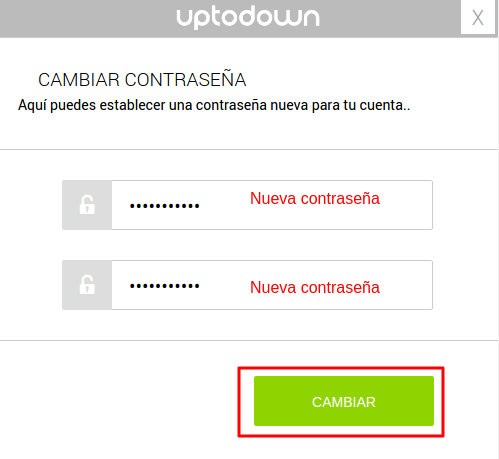 uptodown
X
CAMBIAR CONTRASEÑA
Aquí puedes establecer una contraseña nueva para tu cuenta..
••••••••••• Nueva contraseña
••••••••••• Nueva contraseña
CAMBIAR